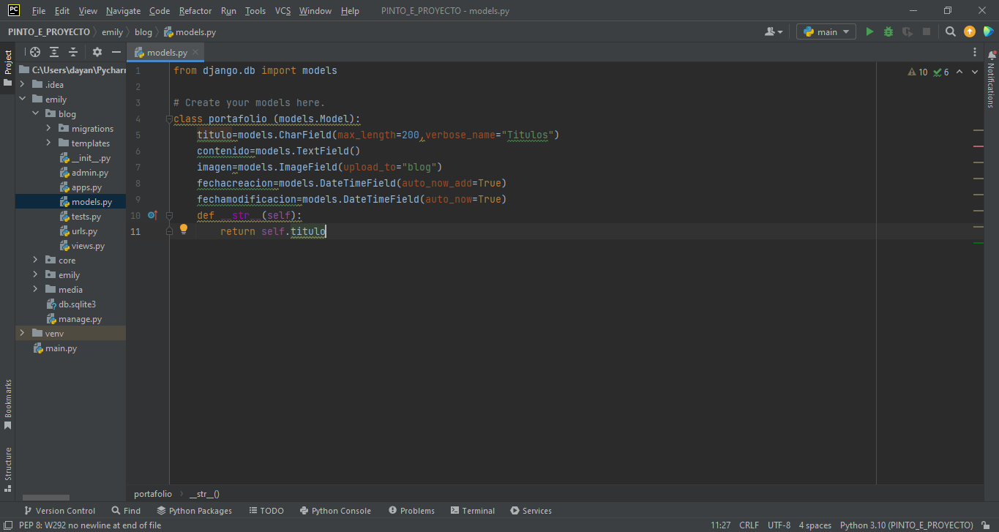 PC File Edit View Navigate Code Refactor Run Tools VCS Window Help PINTO_E_PROYECTO - models.py
PINTO_E_PROYECTO emily blog models.py main
Project
models.py
C:\Users\dayan\Pychar
.idea
emily
blog
migrations
templates
__init__.py
admin.py
apps.py
models.py
tests.py
urls.py
views.py
core
emily
media
db.sqlite3
manage.py
venv
main.py
1 from django.db import models
2
3 # Create your models here.
4 class portafolio (models.Model):
5 titulo=models.CharField(max_length=200,verbose_name="Titulos")
6 contenido=models.TextField()
7 imagen=models.ImageField(upload_to="blog")
8 fechacreacion=models.DateTimeField(auto_now_add=True)
9 fechamodificacion=models.DateTimeField(auto_now=True)
10 def __str__(self):
11 return self.titulo
10 6
Notifications
Bookmarks
Structure
portafolio __str__()
Version Control Find Python Packages TODO Python Console Problems Terminal Services
PEP 8: W292 no newline at end of file 11:27 CRLF UTF-8 4 spaces Python 3.10 (PINTO_E_PROYECTO)